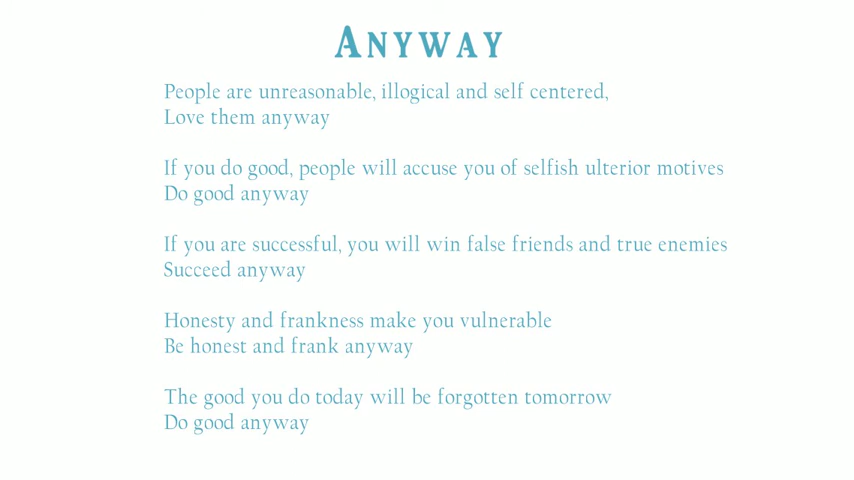 ANYWAY
People are unreasonable, illogical and self centered,
Love them anyway
If you do good, people will accuse you of selfish ulterior motives
Do good anyway
If you are successful, you will win false friends and true enemies
Succeed anyway
Honesty and frankness make you vulnerable
Be honest and frank anyway
The good you do today will be forgotten tomorrow
Do good anyway